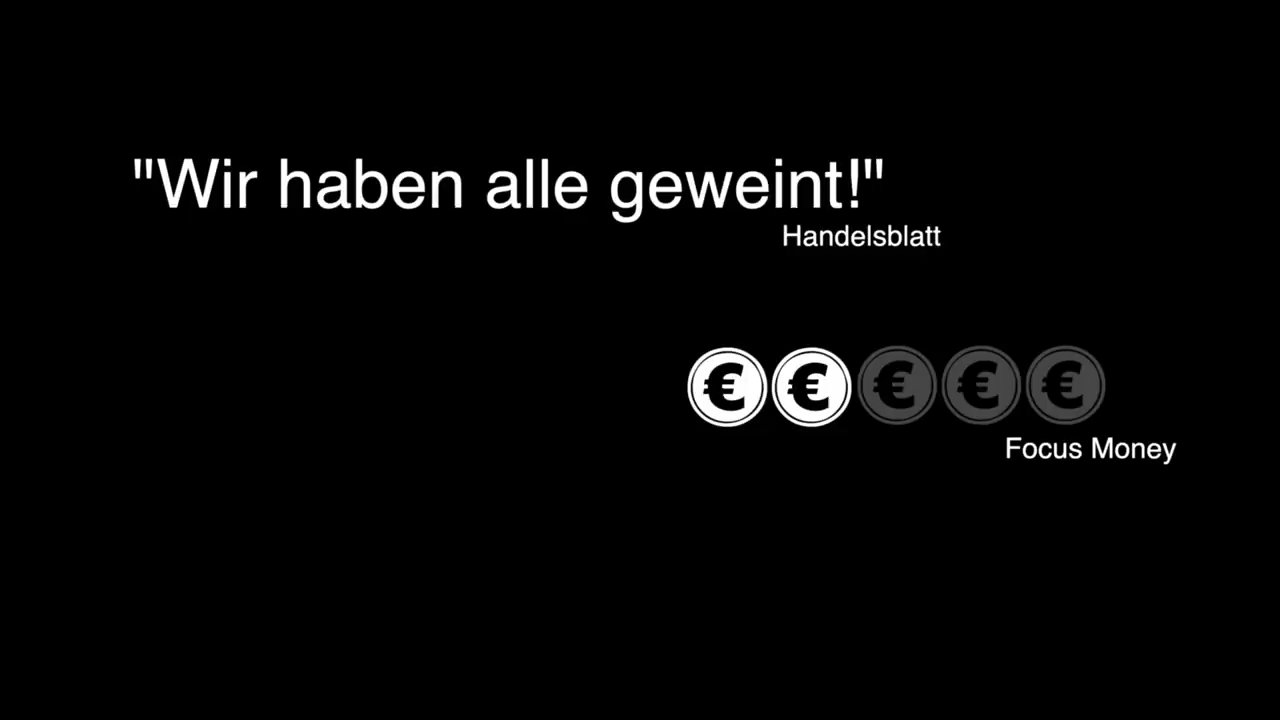 "Wir haben alle geweint!"
Handelsblatt
€ € € € €
Focus Money